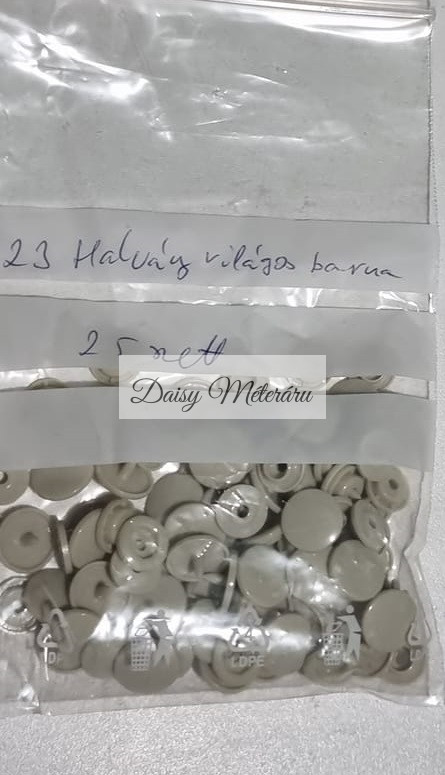 23 Halvány világos barna
25 szett
Daisy Méteráru
LDPE